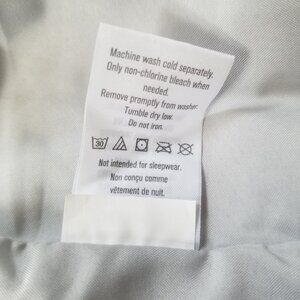 Machine wash cold separately.
Only non-chlorine bleach when
needed.
Remove promptly from washer.
Tumble dry low.
Do not iron.
30
Not intended for sleepwear.
Non conçu comme
vêtement de nuit.